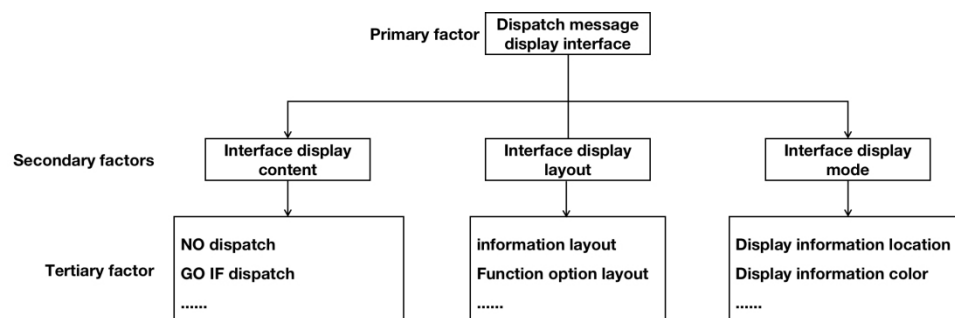 Primary factor
Dispatch message
display interface
Secondary factors
Interface display
content
Interface display
layout
Interface display
mode
Tertiary factor
NO dispatch
GO IF dispatch
......
information layout
Function option layout
......
Display information location
Display information color
......